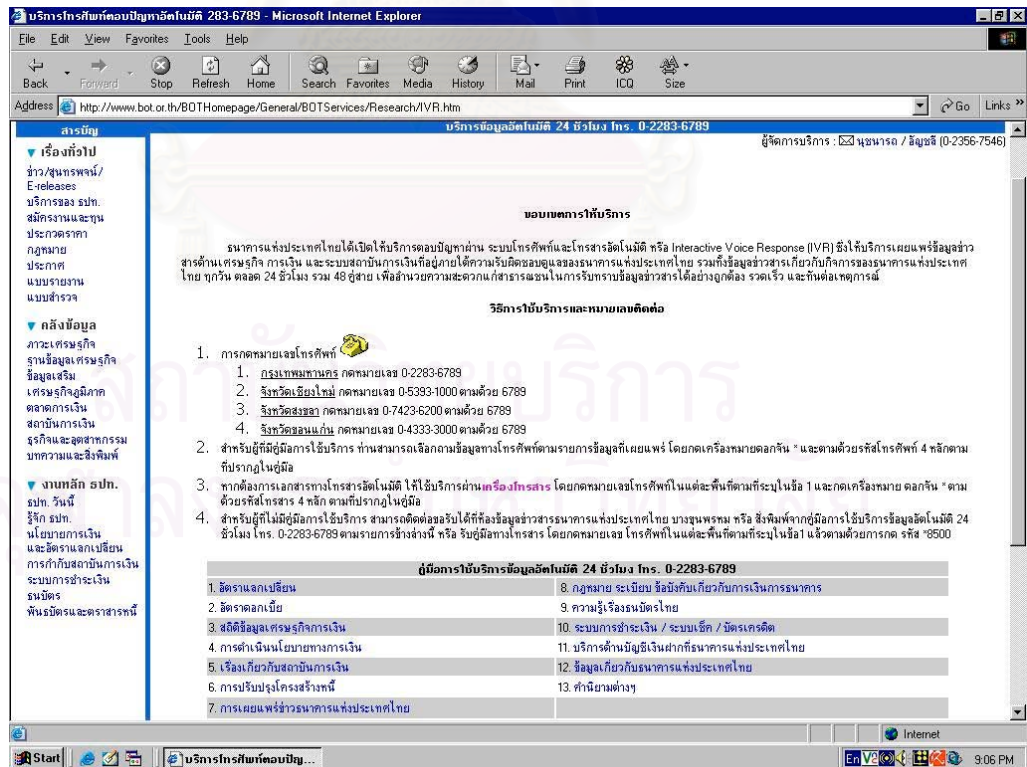 บริการโทรศัพท์ตอบปัญหาอัตโนมัติ 283-6789 - Microsoft Internet Explorer
File Edit View Favorites Tools Help
Back Forward Stop Refresh Home Search Favorites Media History Mail Print ICQ Size
Address http://www.bot.or.th/BOTHomepage/General/BOTServices/Research/IVR.htm Go Links »
สารบัญ
เรื่องทั่วไป
ข่าว/สุนทรพจน์/
E-releases
บริการของ ธปท.
สมัครงานและทุน
ประกวดราคา
กฎหมาย
ประกาศ
แบบรายงาน
แบบสำรวจ
คลังข้อมูล
ภาวะเศรษฐกิจ
ฐานข้อมูลเศรษฐกิจ
ข้อมูลเสริม
เศรษฐกิจภูมิภาค
ตลาดการเงิน
สถาบันการเงิน
ธุรกิจและอุตสาหกรรม
บทความและสิ่งพิมพ์
งานหลัก ธปท.
ธปท. วันนี้
รู้จัก ธปท.
นโยบายการเงิน
และอัตราแลกเปลี่ยน
การกำกับสถาบันการเงิน
ระบบการชำระเงิน
ธนบัตร
พันธบัตรและตราสารหนี้
บริการข้อมูลอัตโนมัติ 24 ชั่วโมง โทร. 0-2283-6789
ผู้จัดการบริการ : นุชนารถ / อัญชลี (0-2356-7546)
ขอบเขตการให้บริการ
ธนาคารแห่งประเทศไทยได้เปิดให้บริการตอบปัญหาผ่าน ระบบโทรศัพท์และโทรสารอัตโนมัติ หรือ Interactive Voice Response (IVR) ซึ่งให้บริการเผยแพร่ข้อมูลข่าว
สารด้านเศรษฐกิจ การเงิน และระบบสถาบันการเงินที่อยู่ภายใต้ความรับผิดชอบดูแลของธนาคารแห่งประเทศไทย รวมทั้งข้อมูลข่าวสารเกี่ยวกับกิจการของธนาคารแห่งประเทศ
ไทย ทุกวัน ตลอด 24 ชั่วโมง รวม 48 คู่สาย เพื่ออำนวยความสะดวกแก่สาธารณชนในการรับทราบข้อมูลข่าวสารได้อย่างถูกต้อง รวดเร็ว และทันต่อเหตุการณ์
วิธีการใช้บริการและหมายเลขติดต่อ
1. การกดหมายเลขโทรศัพท์
1. กรุงเทพมหานคร กดหมายเลข 0-2283-6789
2. จังหวัดเชียงใหม่ กดหมายเลข 0-5393-1000 ตามด้วย 6789
3. จังหวัดสงขลา กดหมายเลข 0-7423-6200 ตามด้วย 6789
4. จังหวัดขอนแก่น กดหมายเลข 0-4333-3000 ตามด้วย 6789
2. สำหรับผู้ที่มีคู่มือการใช้บริการ ท่านสามารถเลือกถามข้อมูลทางโทรศัพท์ตามรายการข้อมูลที่เผยแพร่ โดยกดเครื่องหมายดอกจัน * และตามด้วยรหัสโทรศัพท์ 4 หลักตาม
ที่ปรากฏในคู่มือ
3. หากต้องการเอกสารทางโทรสารอัตโนมัติ ให้ใช้บริการผ่านเครื่องโทรสาร โดยกดหมายเลขโทรศัพท์ในแต่ละพื้นที่ตามที่ระบุในข้อ 1 และกดเครื่องหมาย ดอกจัน * ตาม
ด้วยรหัสโทรสาร 4 หลัก ตามที่ปรากฏในคู่มือ
4. สำหรับผู้ที่ไม่มีคู่มือการใช้บริการ สามารถติดต่อขอรับได้ที่ห้องข้อมูลข่าวสารธนาคารแห่งประเทศไทย บางขุนพรหม หรือ สั่งพิมพ์จากคู่มือการใช้บริการข้อมูลอัตโนมัติ 24
ชั่วโมง โทร. 0-2283-6789 ตามรายการข้างล่างนี้ หรือ รับคู่มือทางโทรสาร โดยกดหมายเลข โทรศัพท์ในแต่ละพื้นที่ตามที่ระบุในข้อ1 แล้วตามด้วยการกด รหัส *8500
คู่มือการใช้บริการข้อมูลอัตโนมัติ 24 ชั่วโมง โทร. 0-2283-6789
1. อัตราแลกเปลี่ยน 8. กฎหมาย ระเบียบ ข้อบังคับเกี่ยวกับการเงินการธนาคาร
2. อัตราดอกเบี้ย 9. ความรู้เรื่องธนบัตรไทย
3. สถิติข้อมูลเศรษฐกิจการเงิน 10. ระบบการชำระเงิน / ระบบเช็ค / บัตรเครดิต
4. การดำเนินนโยบายทางการเงิน 11. บริการด้านบัญชีเงินฝากที่ธนาคารแห่งประเทศไทย
5. เรื่องเกี่ยวกับสถาบันการเงิน 12. ข้อมูลเกี่ยวกับธนาคารแห่งประเทศไทย
6. การปรับปรุงโครงสร้างหนี้ 13. คำนิยามต่างๆ
7. การเผยแพร่ข่าวธนาคารแห่งประเทศไทย
Internet
Start บริการโทรศัพท์ตอบปัญ... En 9:06 PM